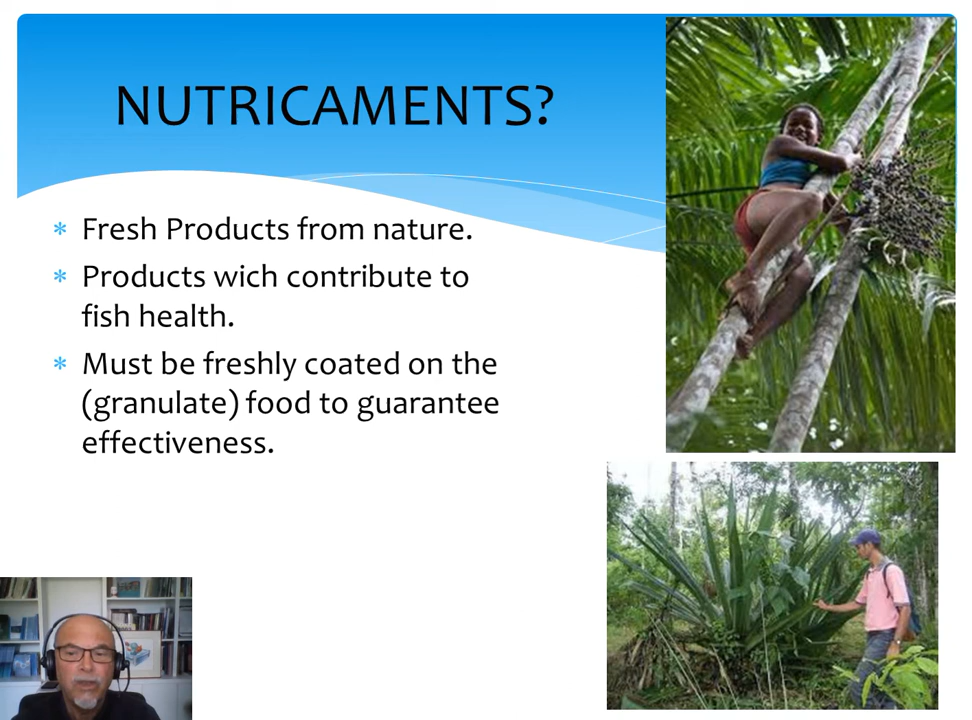 NUTRICAMENTS?
* Fresh Products from nature.
* Products wich contribute to
fish health.
* Must be freshly coated on the
(granulate) food to guarantee
effectiveness.